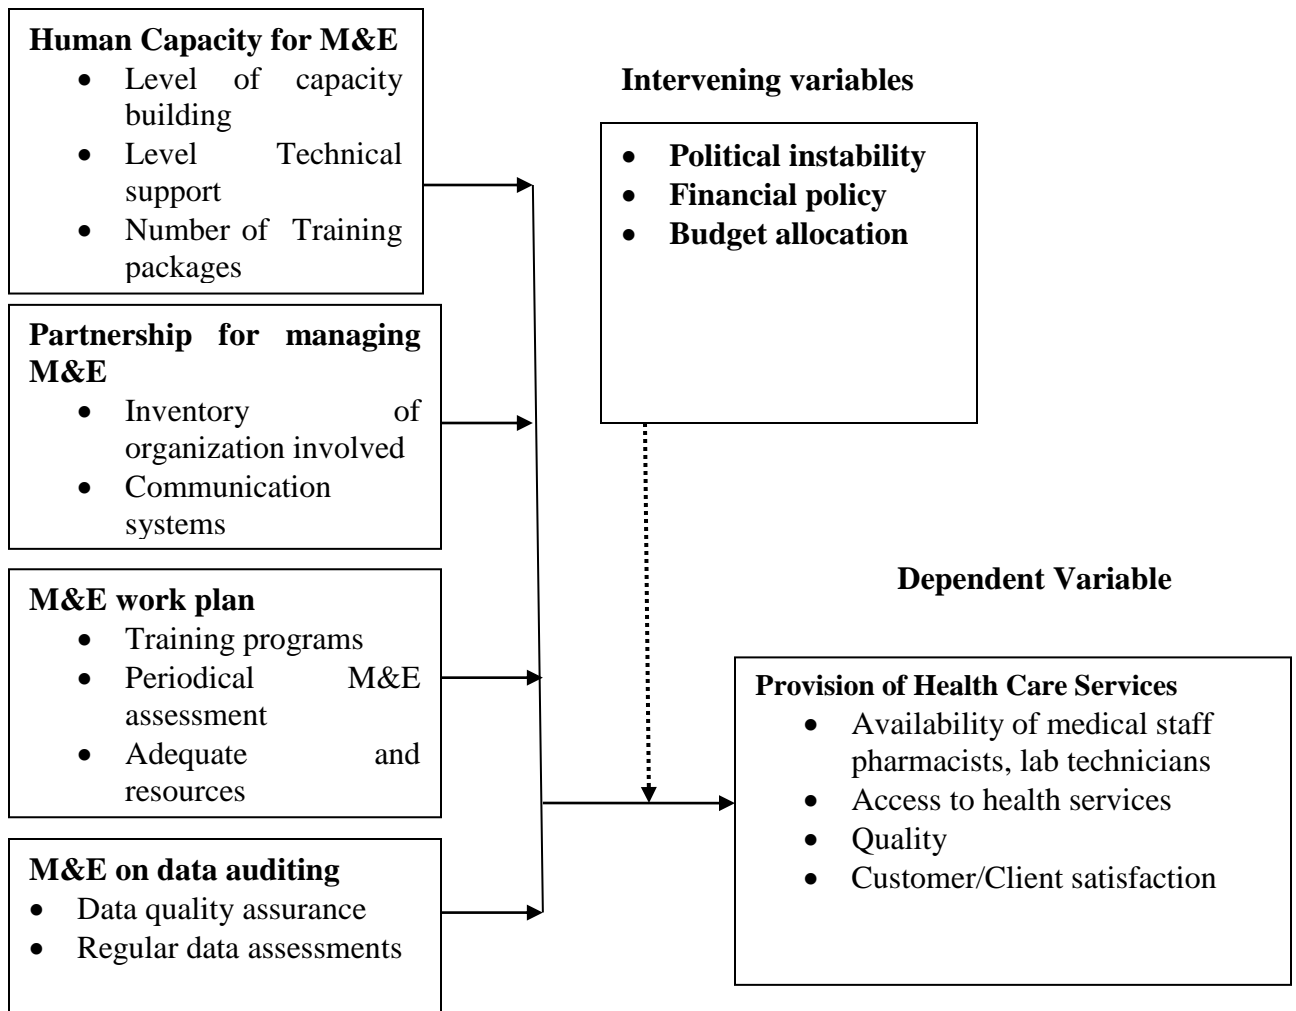 Human Capacity for M&E
• Level of capacity
building
• Level Technical
support
• Number of Training
packages
Partnership for managing
M&E
• Inventory of
organization involved
• Communication
systems
M&E work plan
• Training programs
• Periodical M&E
assessment
• Adequate and
resources
M&E on data auditing
• Data quality assurance
• Regular data assessments
Intervening variables
• Political instability
• Financial policy
• Budget allocation
Dependent Variable
Provision of Health Care Services
• Availability of medical staff
pharmacists, lab technicians
• Access to health services
• Quality
• Customer/Client satisfaction